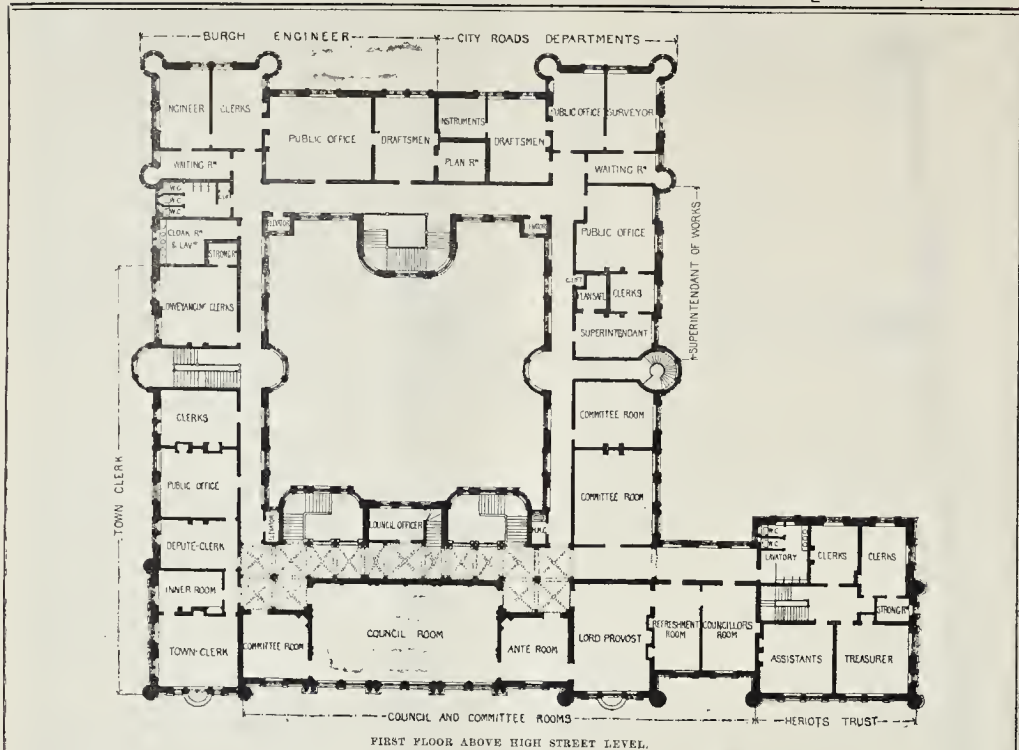 BURGH ENGINEER
CITY ROADS DEPARTMENTS
NGINEER
CLERKS
PUBLIC OFFICE
DRAFTSMEN
NSTRUMENTS
PLAN Rᴹ
DRAFTSMEN
PUBLIC OFFICE
SURVEYOR
WAITING Rᴹ
WAITING Rᴹ
W.C.
W.C.
W.C.
LIFT
CLOAK Rᴹ
& LAVʸ
STRONG Rᴹ
ELEVATOR
PUBLIC OFFICE
SUPERINTENDANT OF WORKS
CLERKS
SUPERINTENDANT
TOWN CLERK
CLERKS
PUBLIC OFFICE
DEPUTE-CLERK
INNER ROOM
TOWN-CLERK
COMMITTEE ROOM
COMMITTEE ROOM
ELEVATOR
COUNCIL OFFICER
COMMITTEE ROOM
COUNCIL ROOM
ANTE ROOM
LORD PROVOST
REFRESHMENT
ROOM
COUNCILLORS
ROOM
W.C.
W.C.
LAVATORY
CLERKS
CLERKS
STRONG Rᴹ
ASSISTANTS
TREASURER
COUNCIL AND COMMITTEE ROOMS
HERIOTS TRUST
FIRST FLOOR ABOVE HIGH STREET LEVEL.